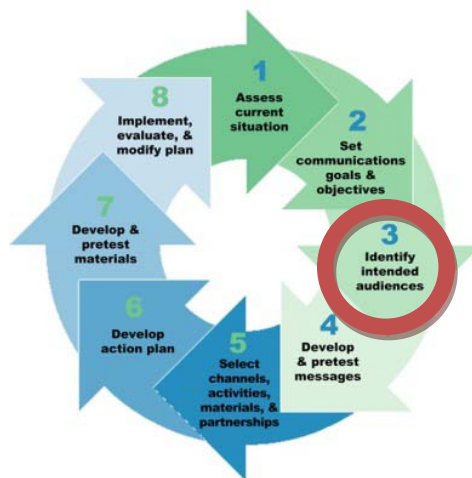 1
Assess
current
situation
2
Set
communications
goals &
objectives
3
Identify
intended
audiences
4
Develop
& pretest
messages
5
Select
channels,
activities,
materials, &
partnerships
6
Develop
action plan
7
Develop &
pretest
materials
8
Implement,
evaluate, &
modify plan